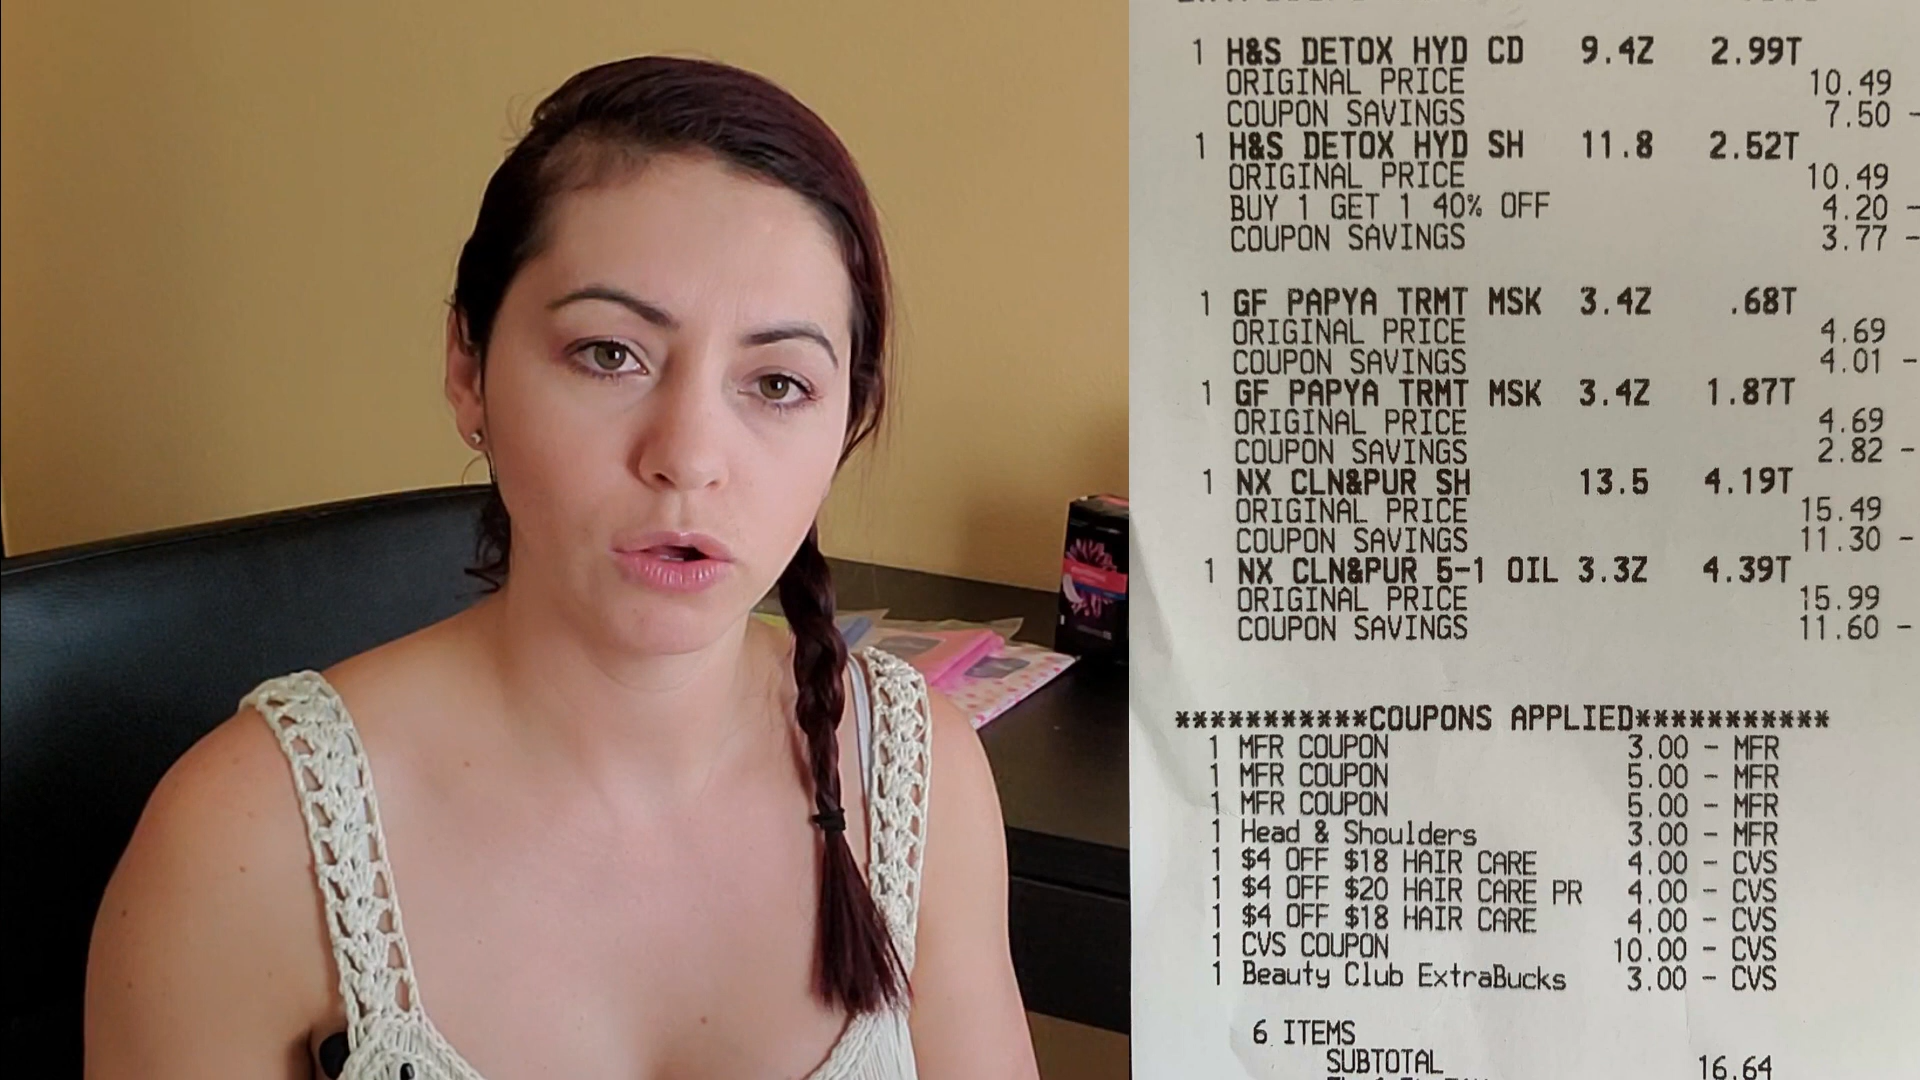 1 H&S DETOX HYD CD 9.4Z 2.99T
ORIGINAL PRICE 10.49
COUPON SAVINGS 7.50 -
1 H&S DETOX HYD SH 11.8 2.52T
ORIGINAL PRICE 10.49
BUY 1 GET 1 40% OFF 4.20 -
COUPON SAVINGS 3.77 -
1 GF PAPYA TRMT MSK 3.4Z .68T
ORIGINAL PRICE 4.69
COUPON SAVINGS 4.01 -
1 GF PAPYA TRMT MSK 3.4Z 1.87T
ORIGINAL PRICE 4.69
COUPON SAVINGS 2.82 -
1 NX CLN&PUR SH 13.5 4.19T
ORIGINAL PRICE 15.49
COUPON SAVINGS 11.30 -
1 NX CLN&PUR 5-1 OIL 3.3Z 4.39T
ORIGINAL PRICE 15.99
COUPON SAVINGS 11.60 -
***********COUPONS APPLIED***********
1 MFR COUPON 3.00 - MFR
1 MFR COUPON 5.00 - MFR
1 MFR COUPON 5.00 - MFR
1 Head & Shoulders 3.00 - MFR
1 $4 OFF $18 HAIR CARE 4.00 - CVS
1 $4 OFF $20 HAIR CARE PR 4.00 - CVS
1 $4 OFF $18 HAIR CARE 4.00 - CVS
1 CVS COUPON 10.00 - CVS
1 Beauty Club ExtraBucks 3.00 - CVS
6 ITEMS
SUBTOTAL 16.64